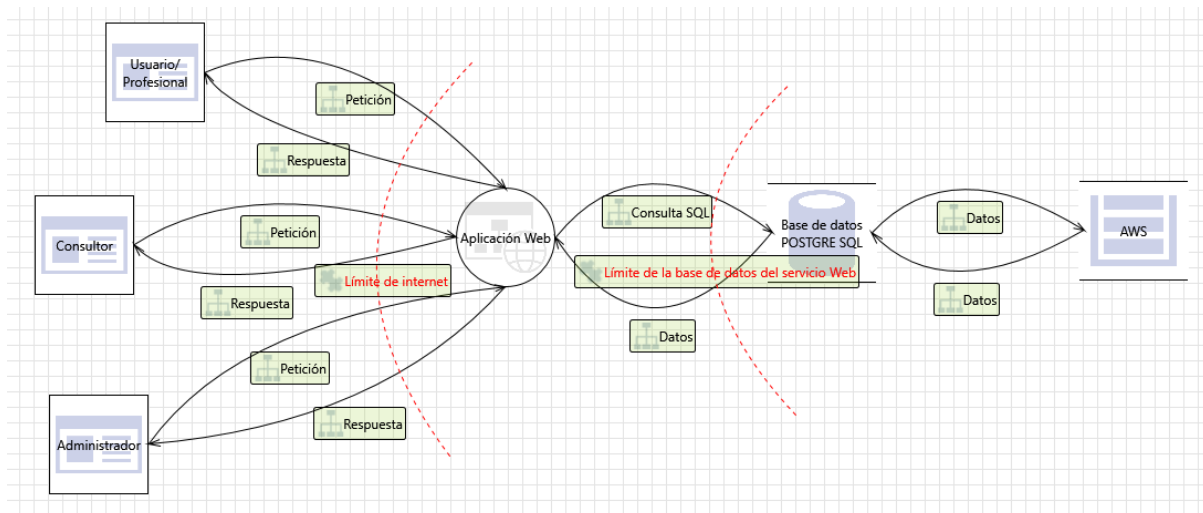 Usuario/
Profesional
Petición
Respuesta
Consultor
Petición
Límite de internet
Respuesta
Aplicación Web
Consulta SQL
Límite de la base de datos del servicio Web
Datos
Base de datos
POSTGRE SQL
Datos
Datos
AWS
Petición
Respuesta
Administrador